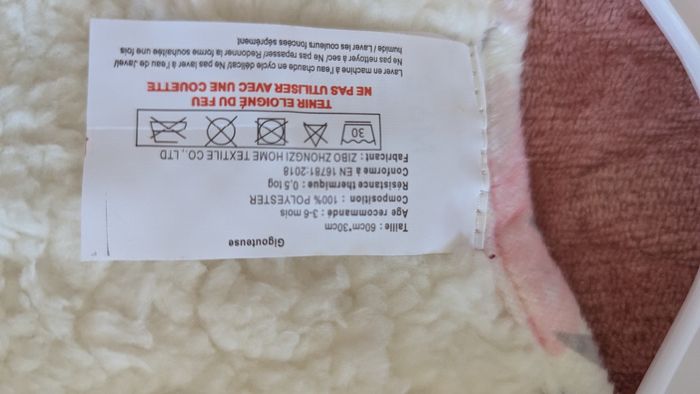 Gigouteuse
Taille : 60cm*30cm
Age recommandé : 3-6 mois
Composition : 100% POLYESTER
Résistance thermique : 0,5 tog
Conforme à EN 16781-2018
Fabricant : ZIBO ZHONGZI HOME TEXTILE CO., LTD
30
TENIR ELOIGNÉ DU FEU
NE PAS UTILISER AVEC UNE COUETTE
Laver en machine à l'eau chaude en cycle délicat/ Ne pas laver à l'eau de Javel/
Ne pas nettoyer à sec/ Ne pas repasser/ Redonner la forme souhaitée une fois
humide / Laver les couleurs foncées séprément